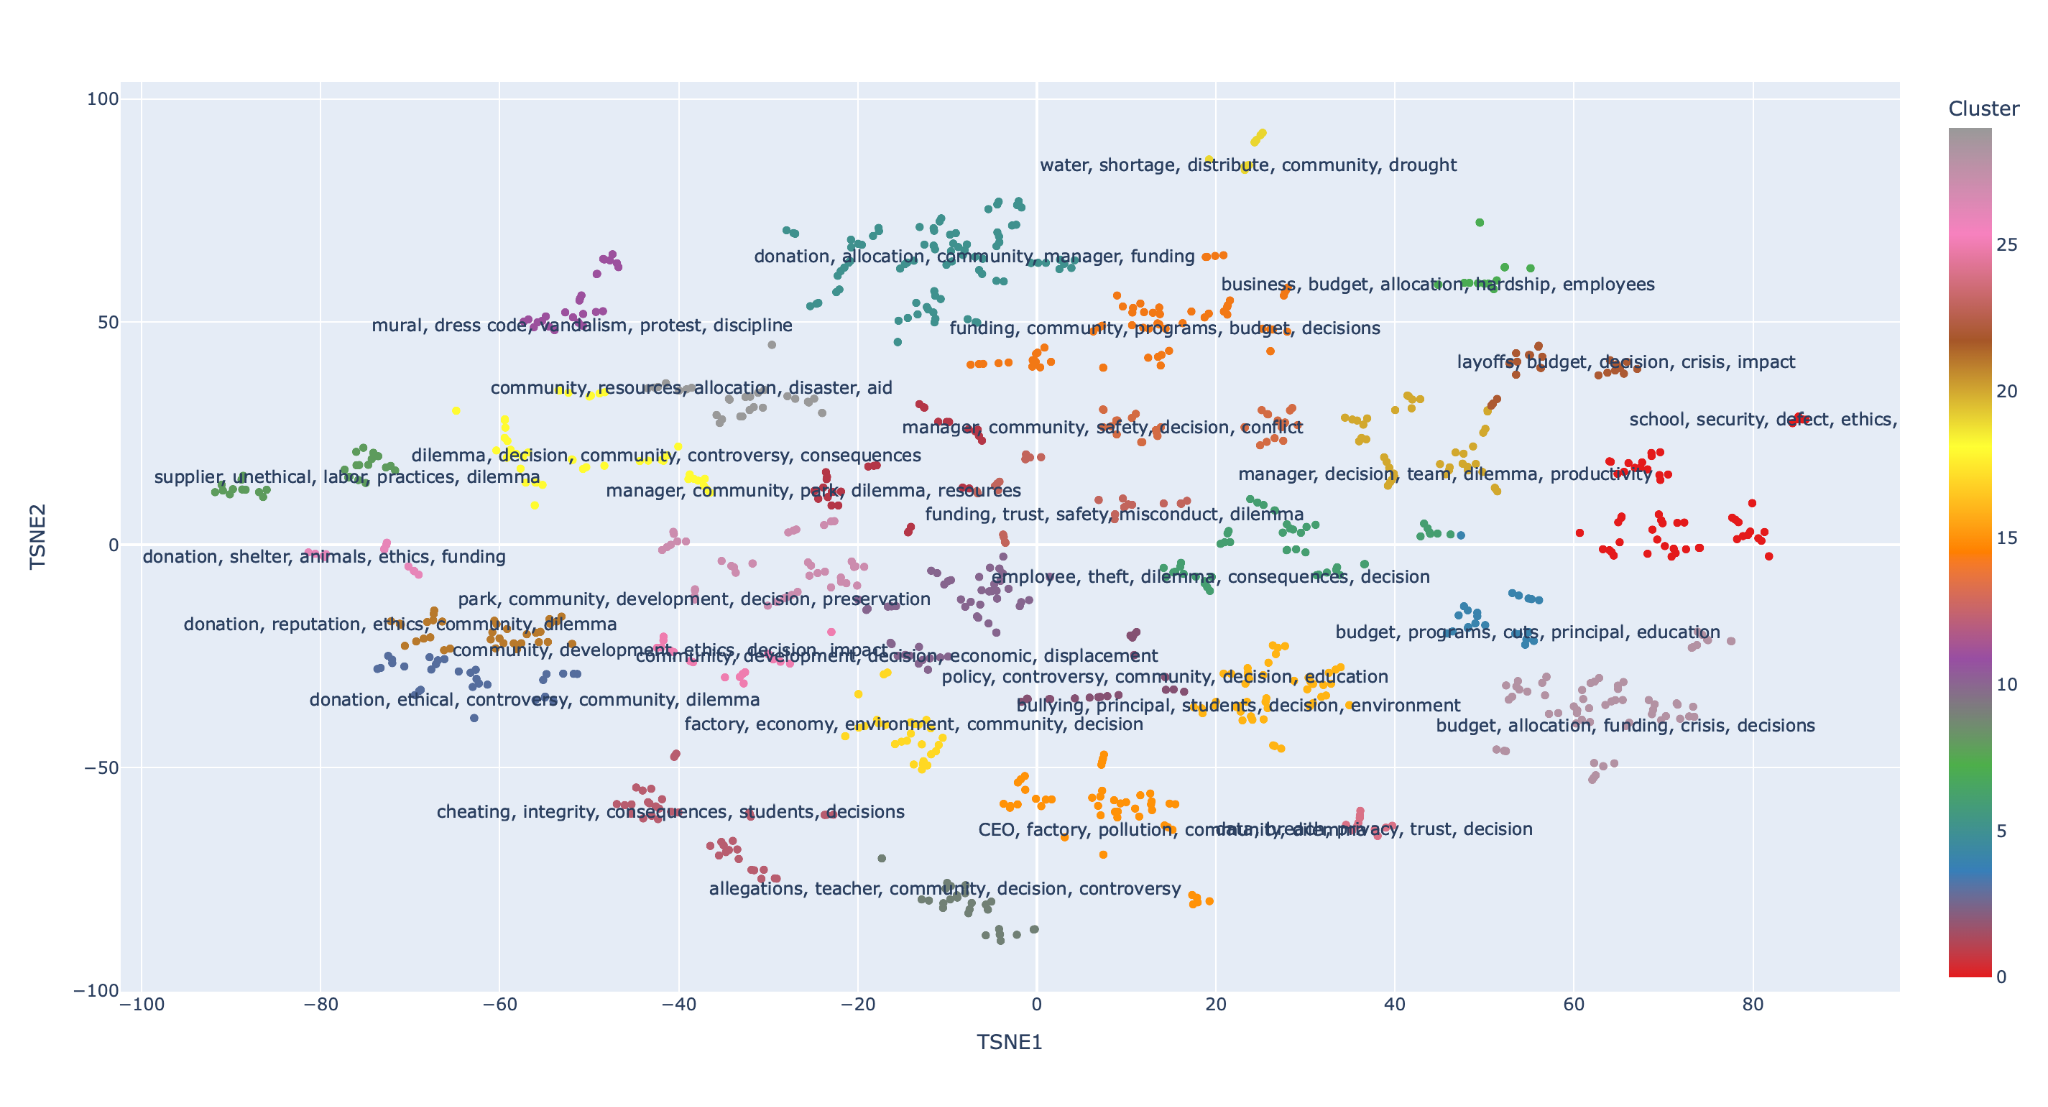 Cluster
100
water, shortage, distribute, community, drought
donation, allocation, community, manager, funding
25
business, budget, allocation, hardship, employees
50
mural, dress code, vandalism, protest, discipline
funding, community, programs, budget, decisions
layoffs, budget, decision, crisis, impact
community, resources, allocation, disaster, aid
20
school, security, defect, ethics,
manager, community, safety, decision, conflict
dilemma, decision, community, controversy, consequences
supplier, unethical, labor, practices, dilemma
manager, decision, team, dilemma, productivity
manager, community, park, dilemma, resources
funding, trust, safety, misconduct, dilemma
TSNE2
0
15
donation, shelter, animals, ethics, funding
employee, theft, dilemma, consequences, decision
park, community, development, decision, preservation
donation, reputation, ethics, community, dilemma
budget, programs, cuts, principal, education
community, development, ethics, decision, impact
community, development, decision, economic, displacement
policy, controversy, community, decision, education
10
donation, ethical, controversy, community, dilemma
bullying, principal, students, decision, environment
factory, economy, environment, community, decision
budget, allocation, funding, crisis, decisions
−50
cheating, integrity, consequences, students, decisions
CEO, factory, pollution, community, dilemma
data, breach, privacy, trust, decision
5
allegations, teacher, community, decision, controversy
−100
0
−100 −80 −60 −40 −20 0 20 40 60 80
TSNE1